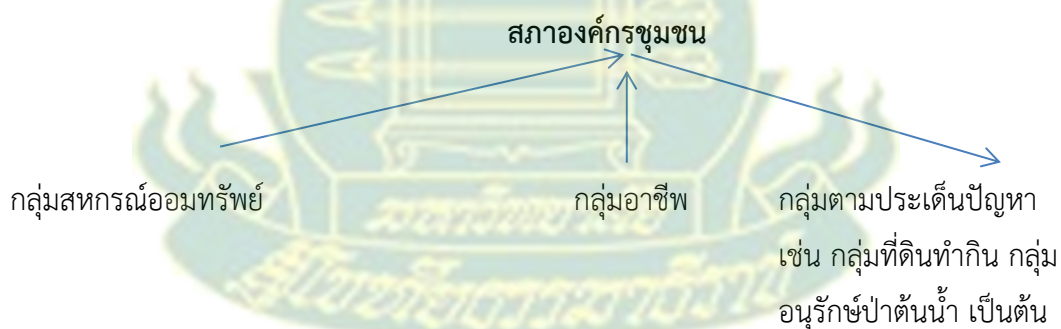 สภาองค์กรชุมชน
กลุ่มสหกรณ์ออมทรัพย์
กลุ่มอาชีพ
กลุ่มตามประเด็นปัญหา
เช่น กลุ่มที่ดินทำกิน กลุ่ม
อนุรักษ์ป่าต้นน้ำ เป็นต้น